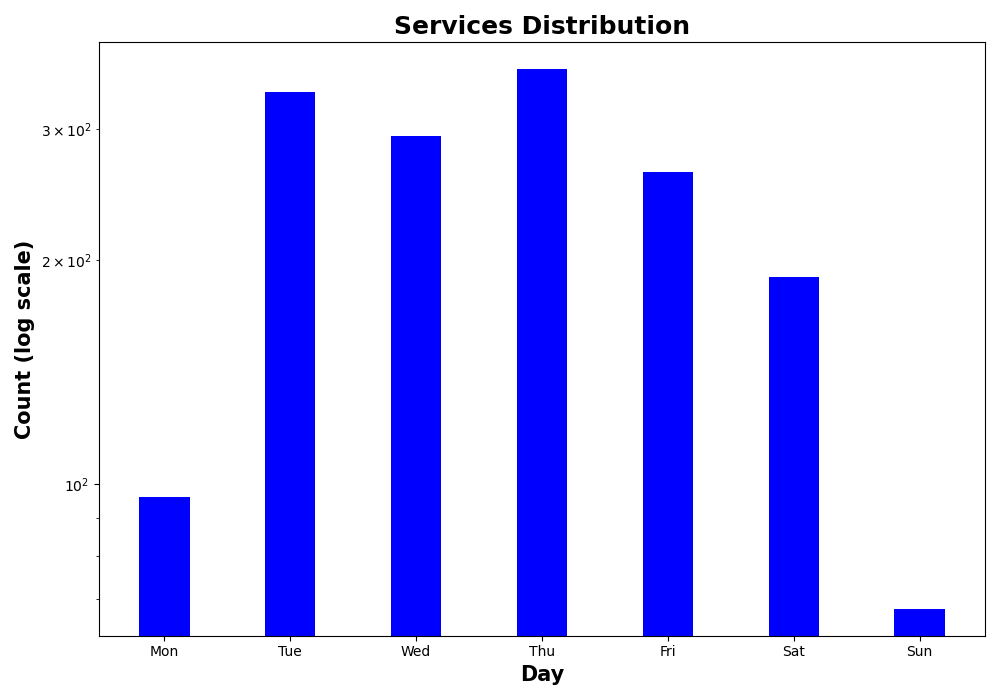 Services Distribution
Count (log scale)
3 × 10²
2 × 10²
10²
Mon Tue Wed Thu Fri Sat Sun
Day